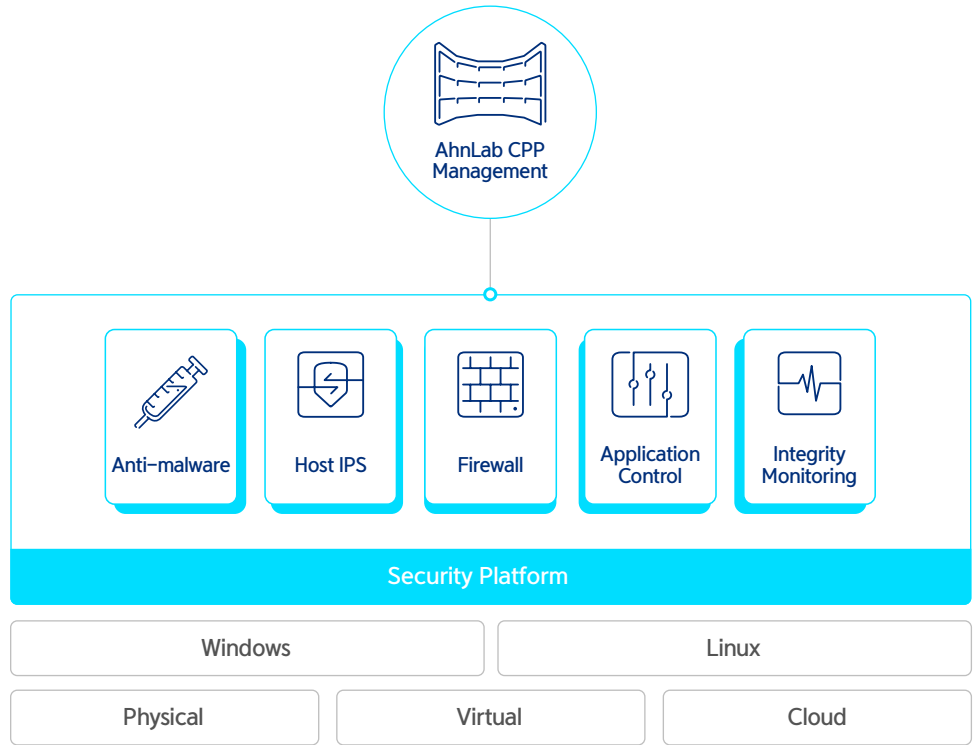 AhnLab CPP
Management
Anti-malware
Host IPS
Firewall
Application
Control
Integrity
Monitoring
Security Platform
Windows
Linux
Physical
Virtual
Cloud